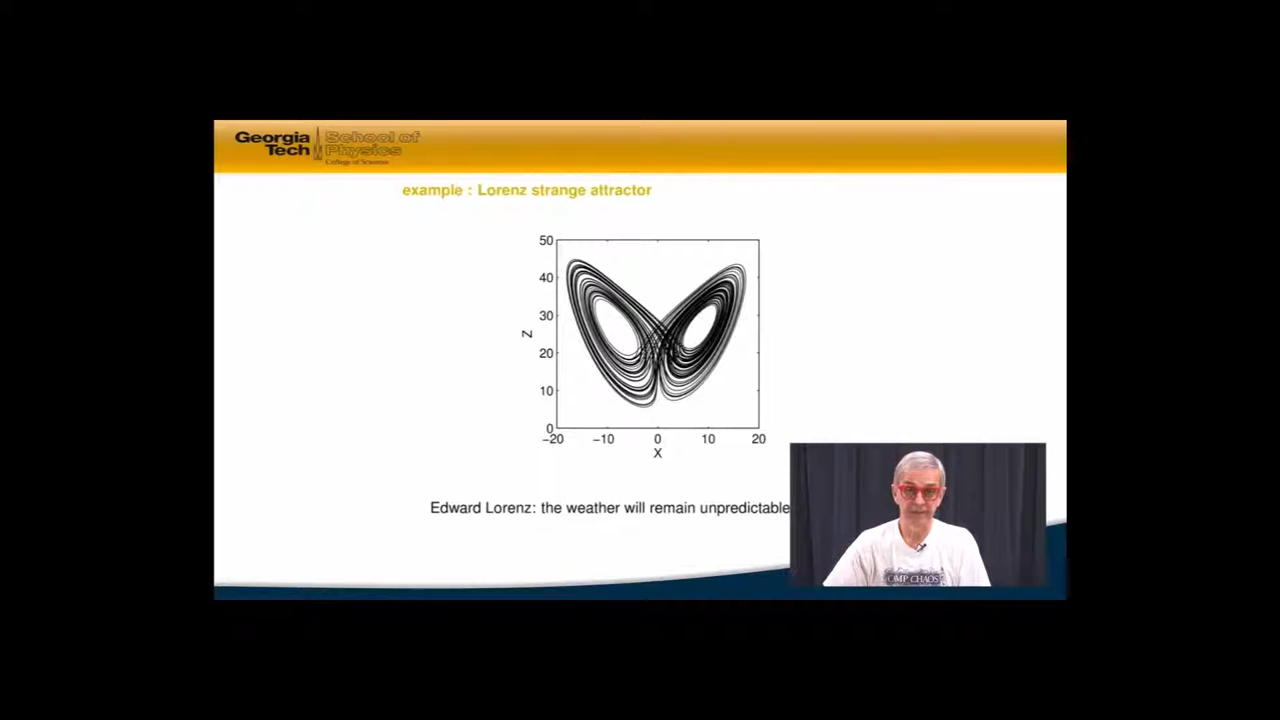 Georgia
Tech
School of
Physics
College of Sciences
example : Lorenz strange attractor
50
40
30
20
10
0
Z
−20 −10 0 10 20
X
Edward Lorenz: the weather will remain unpredictable
CAMP CHAOS